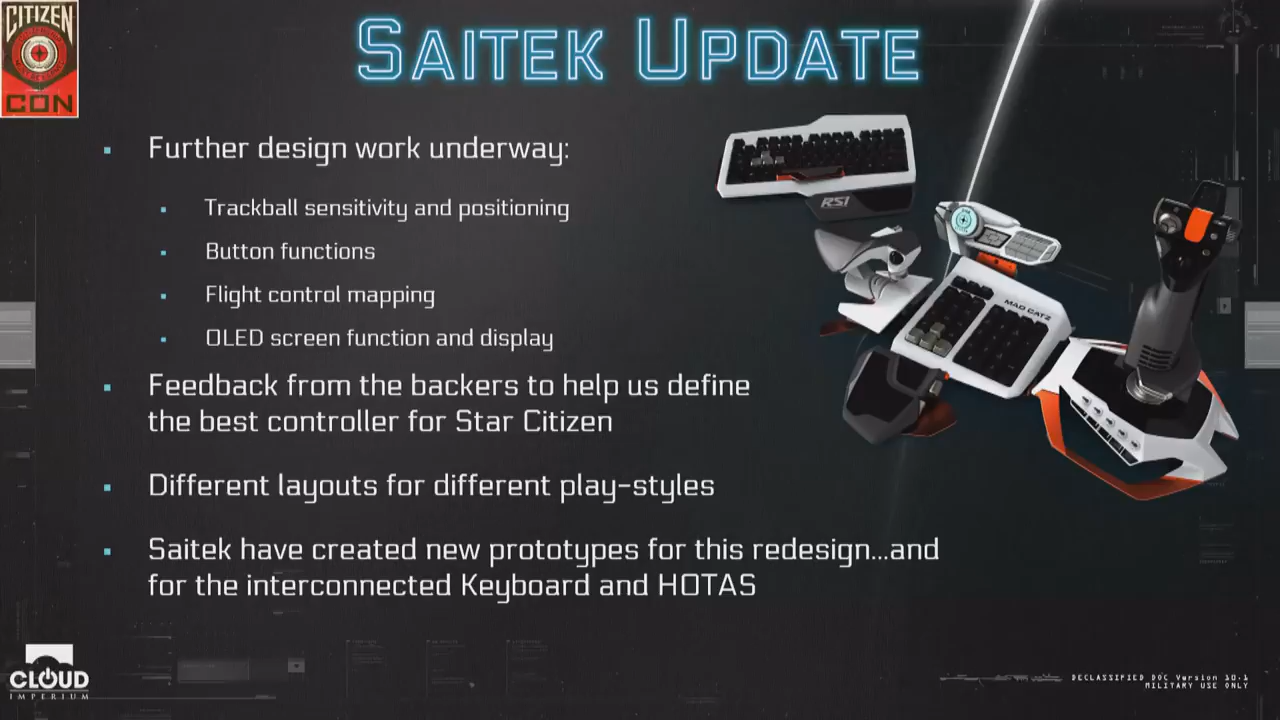 CITIZEN
CON
SAITEK UPDATE
Further design work underway:
Trackball sensitivity and positioning
Button functions
Flight control mapping
OLED screen function and display
Feedback from the backers to help us define
the best controller for Star Citizen
Different layouts for different play-styles
Saitek have created new prototypes for this redesign...and
for the interconnected Keyboard and HOTAS
RSI
MAD CATZ
CLOUD
IMPERIUM
DECLASSIFIED DOC Version 10.1
MILITARY USE ONLY